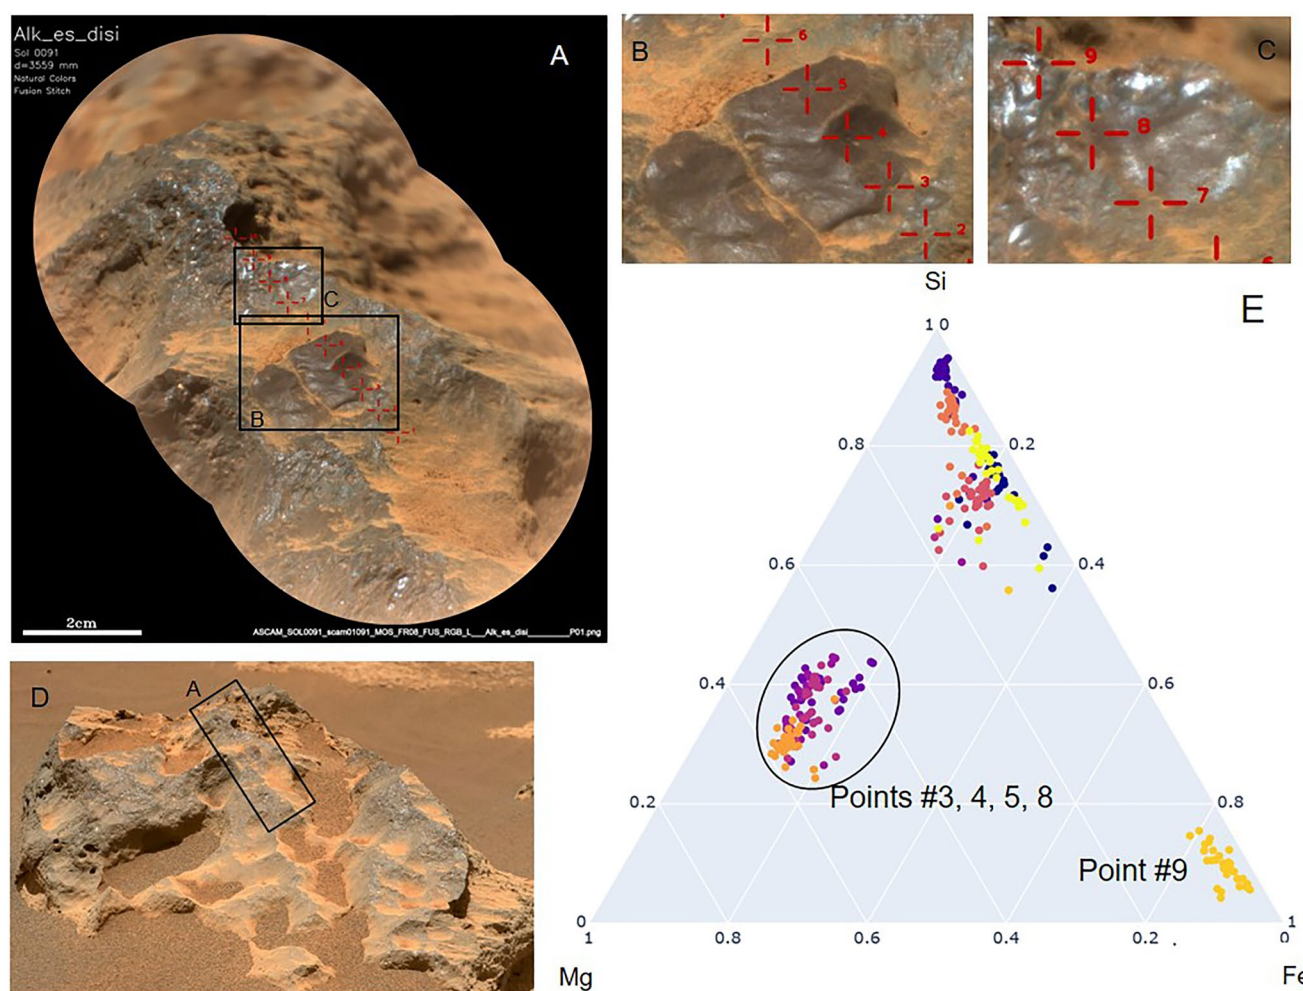 Alk_es_disi
Sol 0091
d=3559 mm
Natural Colors
Fusion Stitch
A
C
B
2cm
ASCAM_SOL0091_scam01091_MOS_FR08_FUS_RGB_L___Alk_es_disi________P01.png
B
6
5
4
3
2
C
9
8
7
D
A
E
Si
1 0
0.8 0.2
0.6 0.4
0.4 0.6
Points #3, 4, 5, 8
0.2 0.8
Point #9
0 1
1 0.8 0.6 0.4 0.2 0
Mg Fe